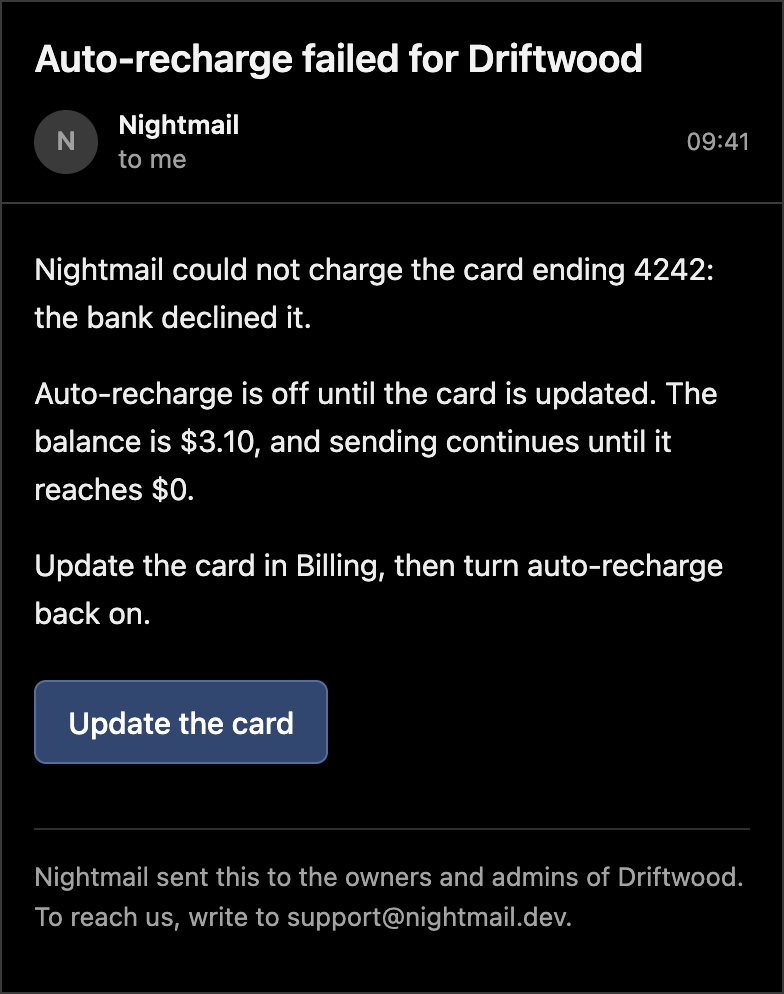 Auto-recharge failed for Driftwood
N
Nightmail
to me
09:41
Nightmail could not charge the card ending 4242:
the bank declined it.
Auto-recharge is off until the card is updated. The
balance is $3.10, and sending continues until it
reaches $0.
Update the card in Billing, then turn auto-recharge
back on.
Update the card
Nightmail sent this to the owners and admins of Driftwood.
To reach us, write to support@nightmail.dev.